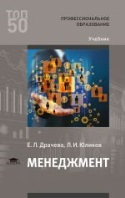 ТОП
50
ПРОФЕССИОНАЛЬНОЕ
ОБРАЗОВАНИЕ
Учебник
Е. Л. Драчева, Л. И. Юликов
МЕНЕДЖМЕНТ